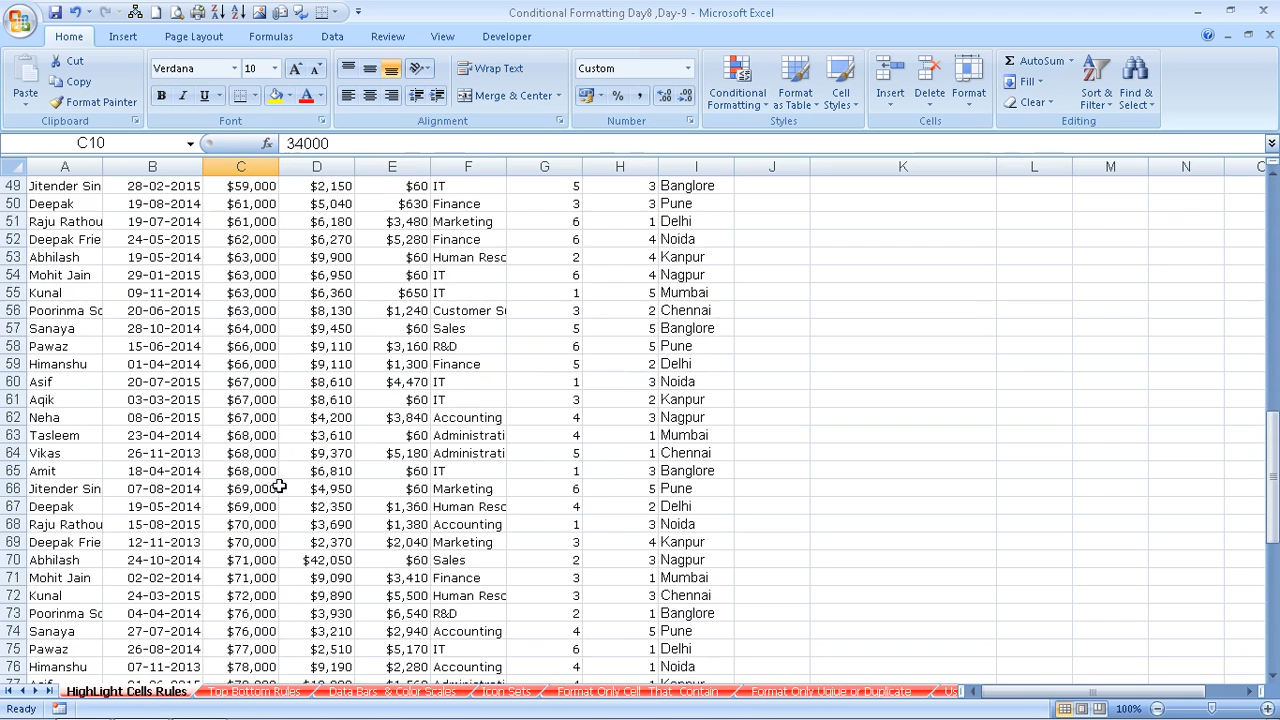 Conditional Formatting Day8 ,Day-9 - Microsoft Excel
Home Insert Page Layout Formulas Data Review View Developer
Paste Cut Copy Format Painter Clipboard
Verdana 10 A A B I U A Font
Wrap Text Merge & Center Alignment
Custom % , .0 .00 .00 .0 Number
Conditional Formatting Format as Table Cell Styles Styles
Insert Delete Format Cells
Σ AutoSum Fill Clear Sort & Filter Find & Select Editing
C10 fx 34000
A B C D E F G H I J K L M N
49 Jitender Sin 28-02-2015 $59,000 $2,150 $60 IT 5 3 Banglore
50 Deepak 19-08-2014 $61,000 $5,040 $630 Finance 3 3 Pune
51 Raju Rathou 19-07-2014 $61,000 $6,180 $3,480 Marketing 6 1 Delhi
52 Deepak Frie 24-05-2015 $62,000 $6,270 $5,280 Finance 6 4 Noida
53 Abhilash 19-05-2014 $63,000 $9,900 $60 Human Resc 2 4 Kanpur
54 Mohit Jain 29-01-2015 $63,000 $6,950 $60 IT 6 4 Nagpur
55 Kunal 09-11-2014 $63,000 $6,360 $650 IT 1 5 Mumbai
56 Poorinma Sc 20-06-2015 $63,000 $8,130 $1,240 Customer S 3 2 Chennai
57 Sanaya 28-10-2014 $64,000 $9,450 $60 Sales 5 5 Banglore
58 Pawaz 15-06-2014 $66,000 $9,110 $3,160 R&D 6 5 Pune
59 Himanshu 01-04-2014 $66,000 $9,110 $1,300 Finance 5 2 Delhi
60 Asif 20-07-2015 $67,000 $8,610 $4,470 IT 1 3 Noida
61 Aqik 03-03-2015 $67,000 $8,610 $60 IT 3 2 Kanpur
62 Neha 08-06-2015 $67,000 $4,200 $3,840 Accounting 4 3 Nagpur
63 Tasleem 23-04-2014 $68,000 $3,610 $60 Administrati 4 1 Mumbai
64 Vikas 26-11-2013 $68,000 $9,370 $5,180 Administrati 5 1 Chennai
65 Amit 18-04-2014 $68,000 $6,810 $60 IT 1 3 Banglore
66 Jitender Sin 07-08-2014 $69,000 $4,950 $60 Marketing 6 5 Pune
67 Deepak 19-05-2014 $69,000 $2,350 $1,360 Human Resc 4 2 Delhi
68 Raju Rathou 15-08-2015 $70,000 $3,690 $1,380 Accounting 1 3 Noida
69 Deepak Frie 12-11-2013 $70,000 $2,370 $2,040 Marketing 3 4 Kanpur
70 Abhilash 24-10-2014 $71,000 $42,050 $60 Sales 2 3 Nagpur
71 Mohit Jain 02-02-2014 $71,000 $9,090 $3,410 Finance 3 1 Mumbai
72 Kunal 24-03-2015 $72,000 $9,890 $5,500 Human Resc 3 3 Chennai
73 Poorinma Sc 04-04-2014 $76,000 $3,930 $6,540 R&D 2 1 Banglore
74 Sanaya 27-07-2014 $76,000 $3,210 $2,940 Accounting 4 5 Pune
75 Pawaz 26-08-2014 $77,000 $2,510 $5,170 IT 6 1 Delhi
76 Himanshu 07-11-2013 $78,000 $9,190 $2,280 Accounting 4 1 Noida
HighLight Cells Rules Top Bottom Rules Data Bars & Color Scales Icon Sets Format Only Cell That Contain Format Only Uqiue or Duplicate Us
Ready 100%